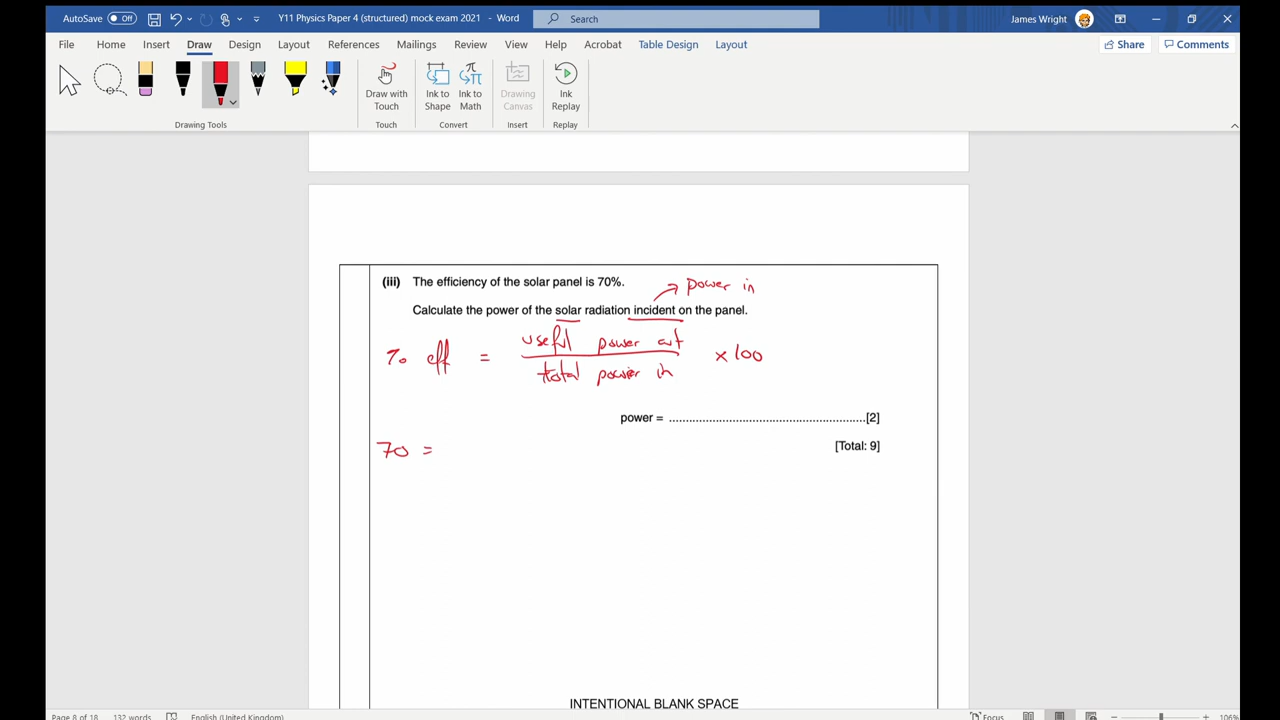 AutoSave Off Y11 Physics Paper 4 (structured) mock exam 2021 - Word Search James Wright
File Home Insert Draw Design Layout References Mailings Review View Help Acrobat Table Design Layout Share Comments
Draw with Touch Ink to Shape Ink to Math Drawing Canvas Ink Replay
Drawing Tools Touch Convert Insert Replay
(iii) The efficiency of the solar panel is 70%.
power in
Calculate the power of the solar radiation incident on the panel.
% eff = useful power out / total power in × 100
power = ..........................................................[2]
[Total: 9]
70 =
INTENTIONAL BLANK SPACE
Page 8 of 18 132 words English (United Kingdom) Focus 106%